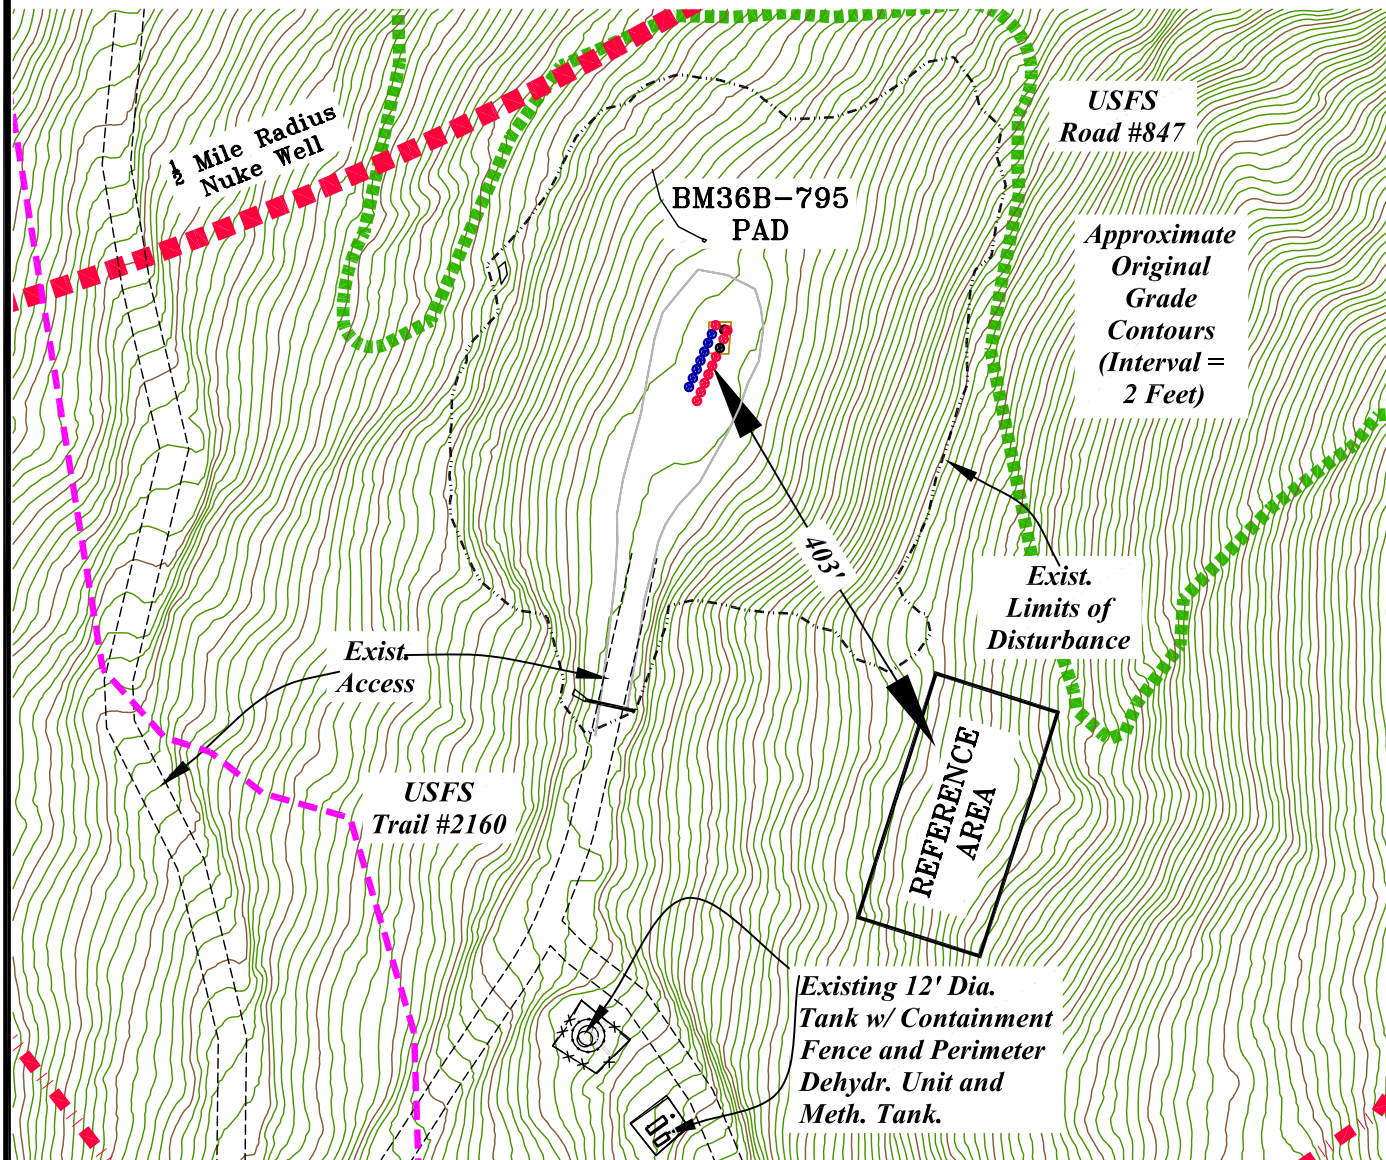 USFS
Road #847
½ Mile Radius
Nuke Well
BM36B-795
PAD
Approximate
Original
Grade
Contours
(Interval =
2 Feet)
403'
Exist.
Limits of
Disturbance
Exist.
Access
USFS
Trail #2160
REFERENCE
AREA
Existing 12' Dia.
Tank w/ Containment
Fence and Perimeter
Dehydr. Unit and
Meth. Tank.